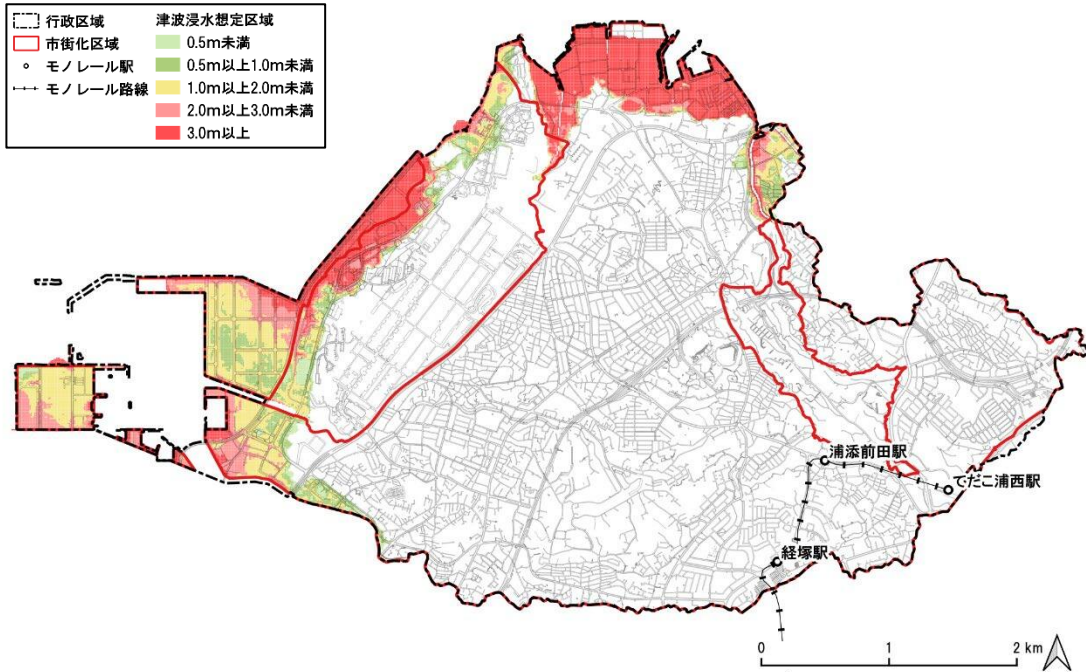 行政区域
市街化区域
モノレール駅
モノレール路線
津波浸水想定区域
0.5m未満
0.5m以上1.0m未満
1.0m以上2.0m未満
2.0m以上3.0m未満
3.0m以上
浦添前田駅
てだこ浦西駅
経塚駅
0 1 2 km